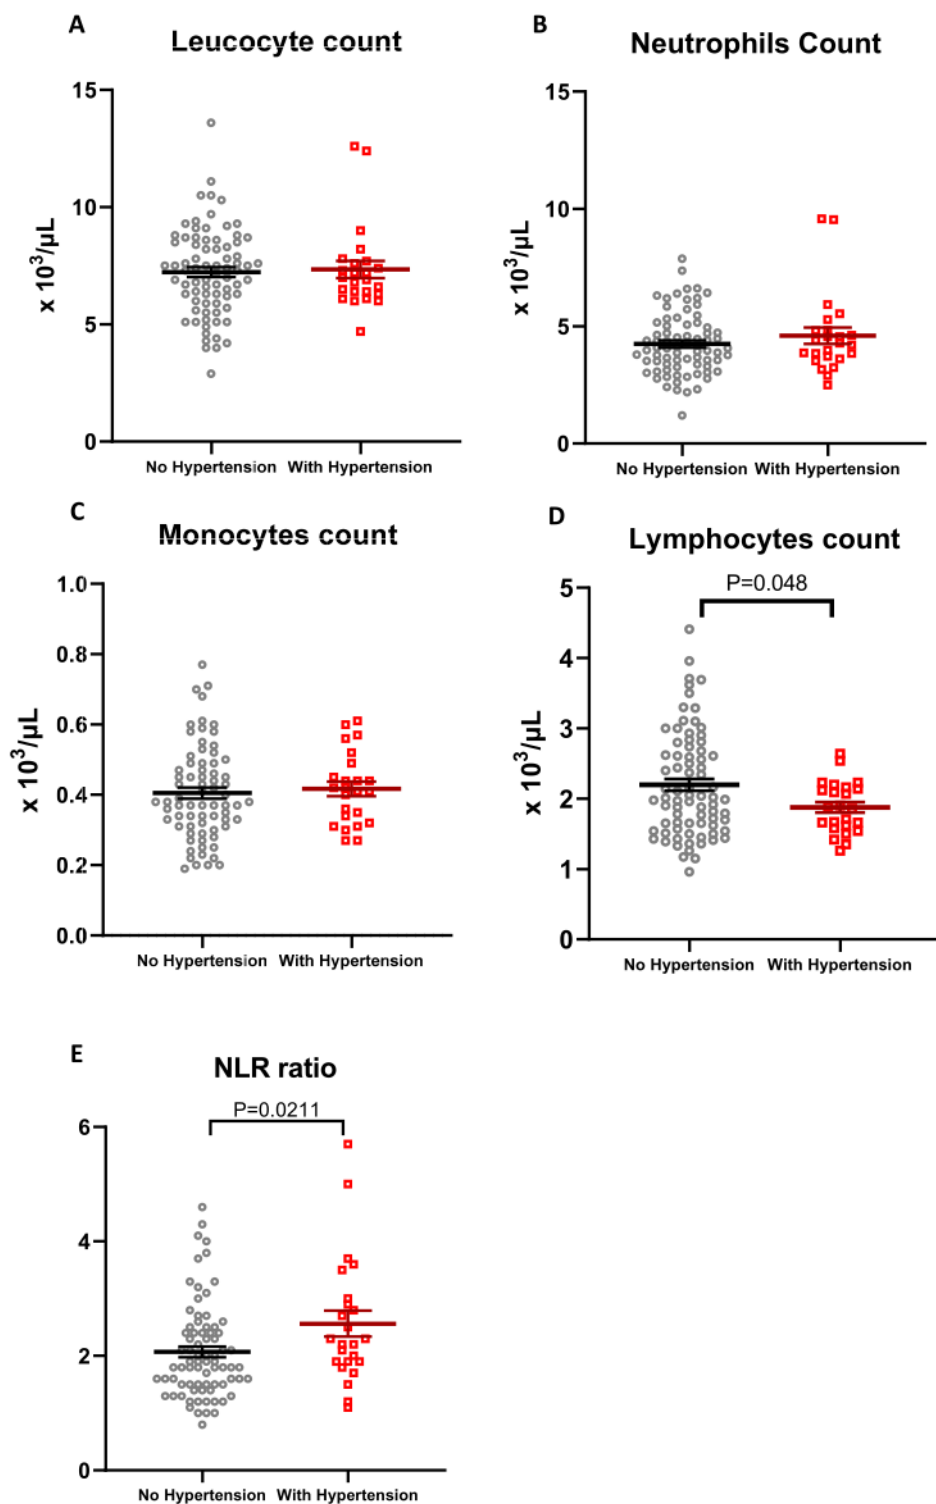 A
Leucocyte count
15
10
5
0
x 10³/µL
No Hypertension With Hypertension
B
Neutrophils Count
15
10
5
0
x 10³/µL
No Hypertension With Hypertension
C
Monocytes count
1.0
0.8
0.6
0.4
0.2
0.0
x 10³/µL
No Hypertension With Hypertension
D
Lymphocytes count
P=0.048
5
4
3
2
1
0
x 10³/µL
No Hypertension With Hypertension
E
NLR ratio
P=0.0211
6
4
2
0
No Hypertension With Hypertension